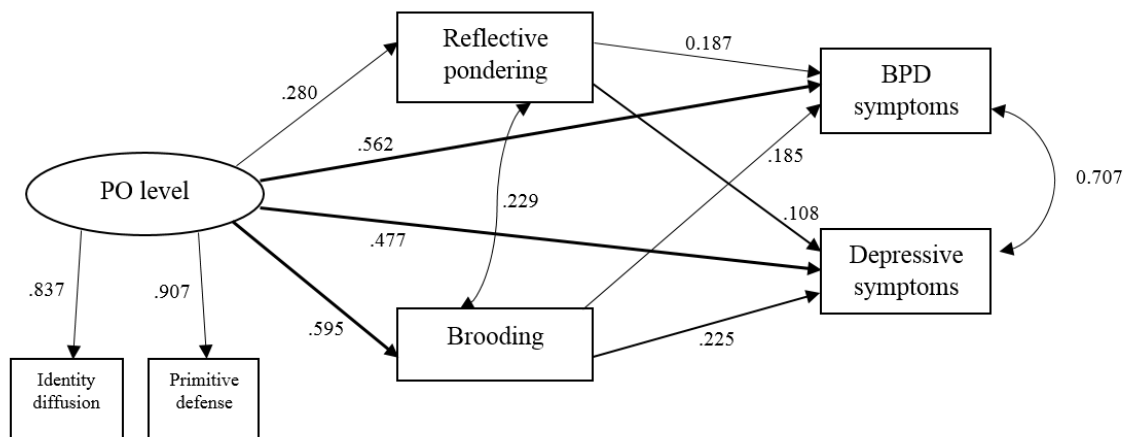 Reflective
pondering
0.187
BPD
symptoms
.280
.562
.185
PO level
.229
0.707
.108
.477
Depressive
symptoms
.837
.907
.595
Brooding
.225
Identity
diffusion
Primitive
defense